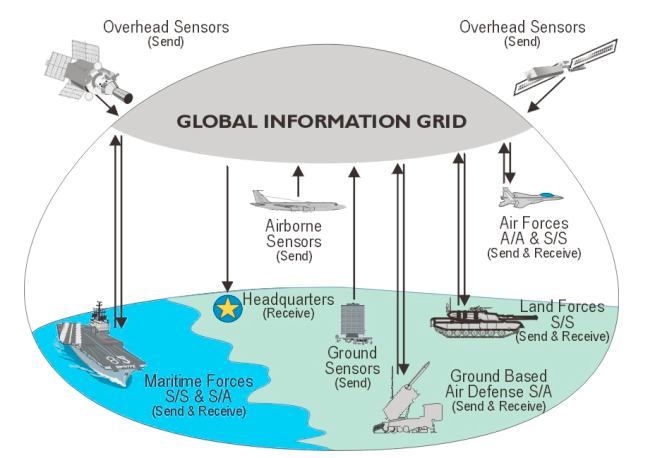 Overhead Sensors
(Send)
Overhead Sensors
(Send)
GLOBAL INFORMATION GRID
Airborne
Sensors
(Send)
Air Forces
A/A & S/S
(Send & Receive)
Headquarters
(Receive)
Land Forces
S/S
(Send & Receive)
Ground
Sensors
(Send)
Maritime Forces
S/S & S/A
(Send & Receive)
Ground Based
Air Defense S/A
(Send & Receive)